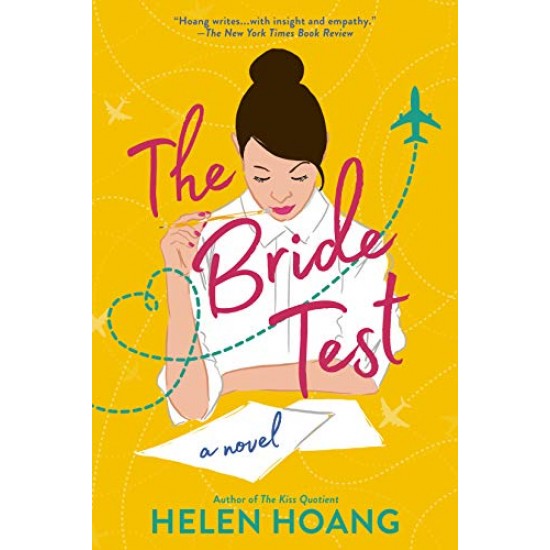 "Hoang writes...with insight and empathy."
—The New York Times Book Review
The
Bride
Test
a novel
Author of The Kiss Quotient
HELEN HOANG